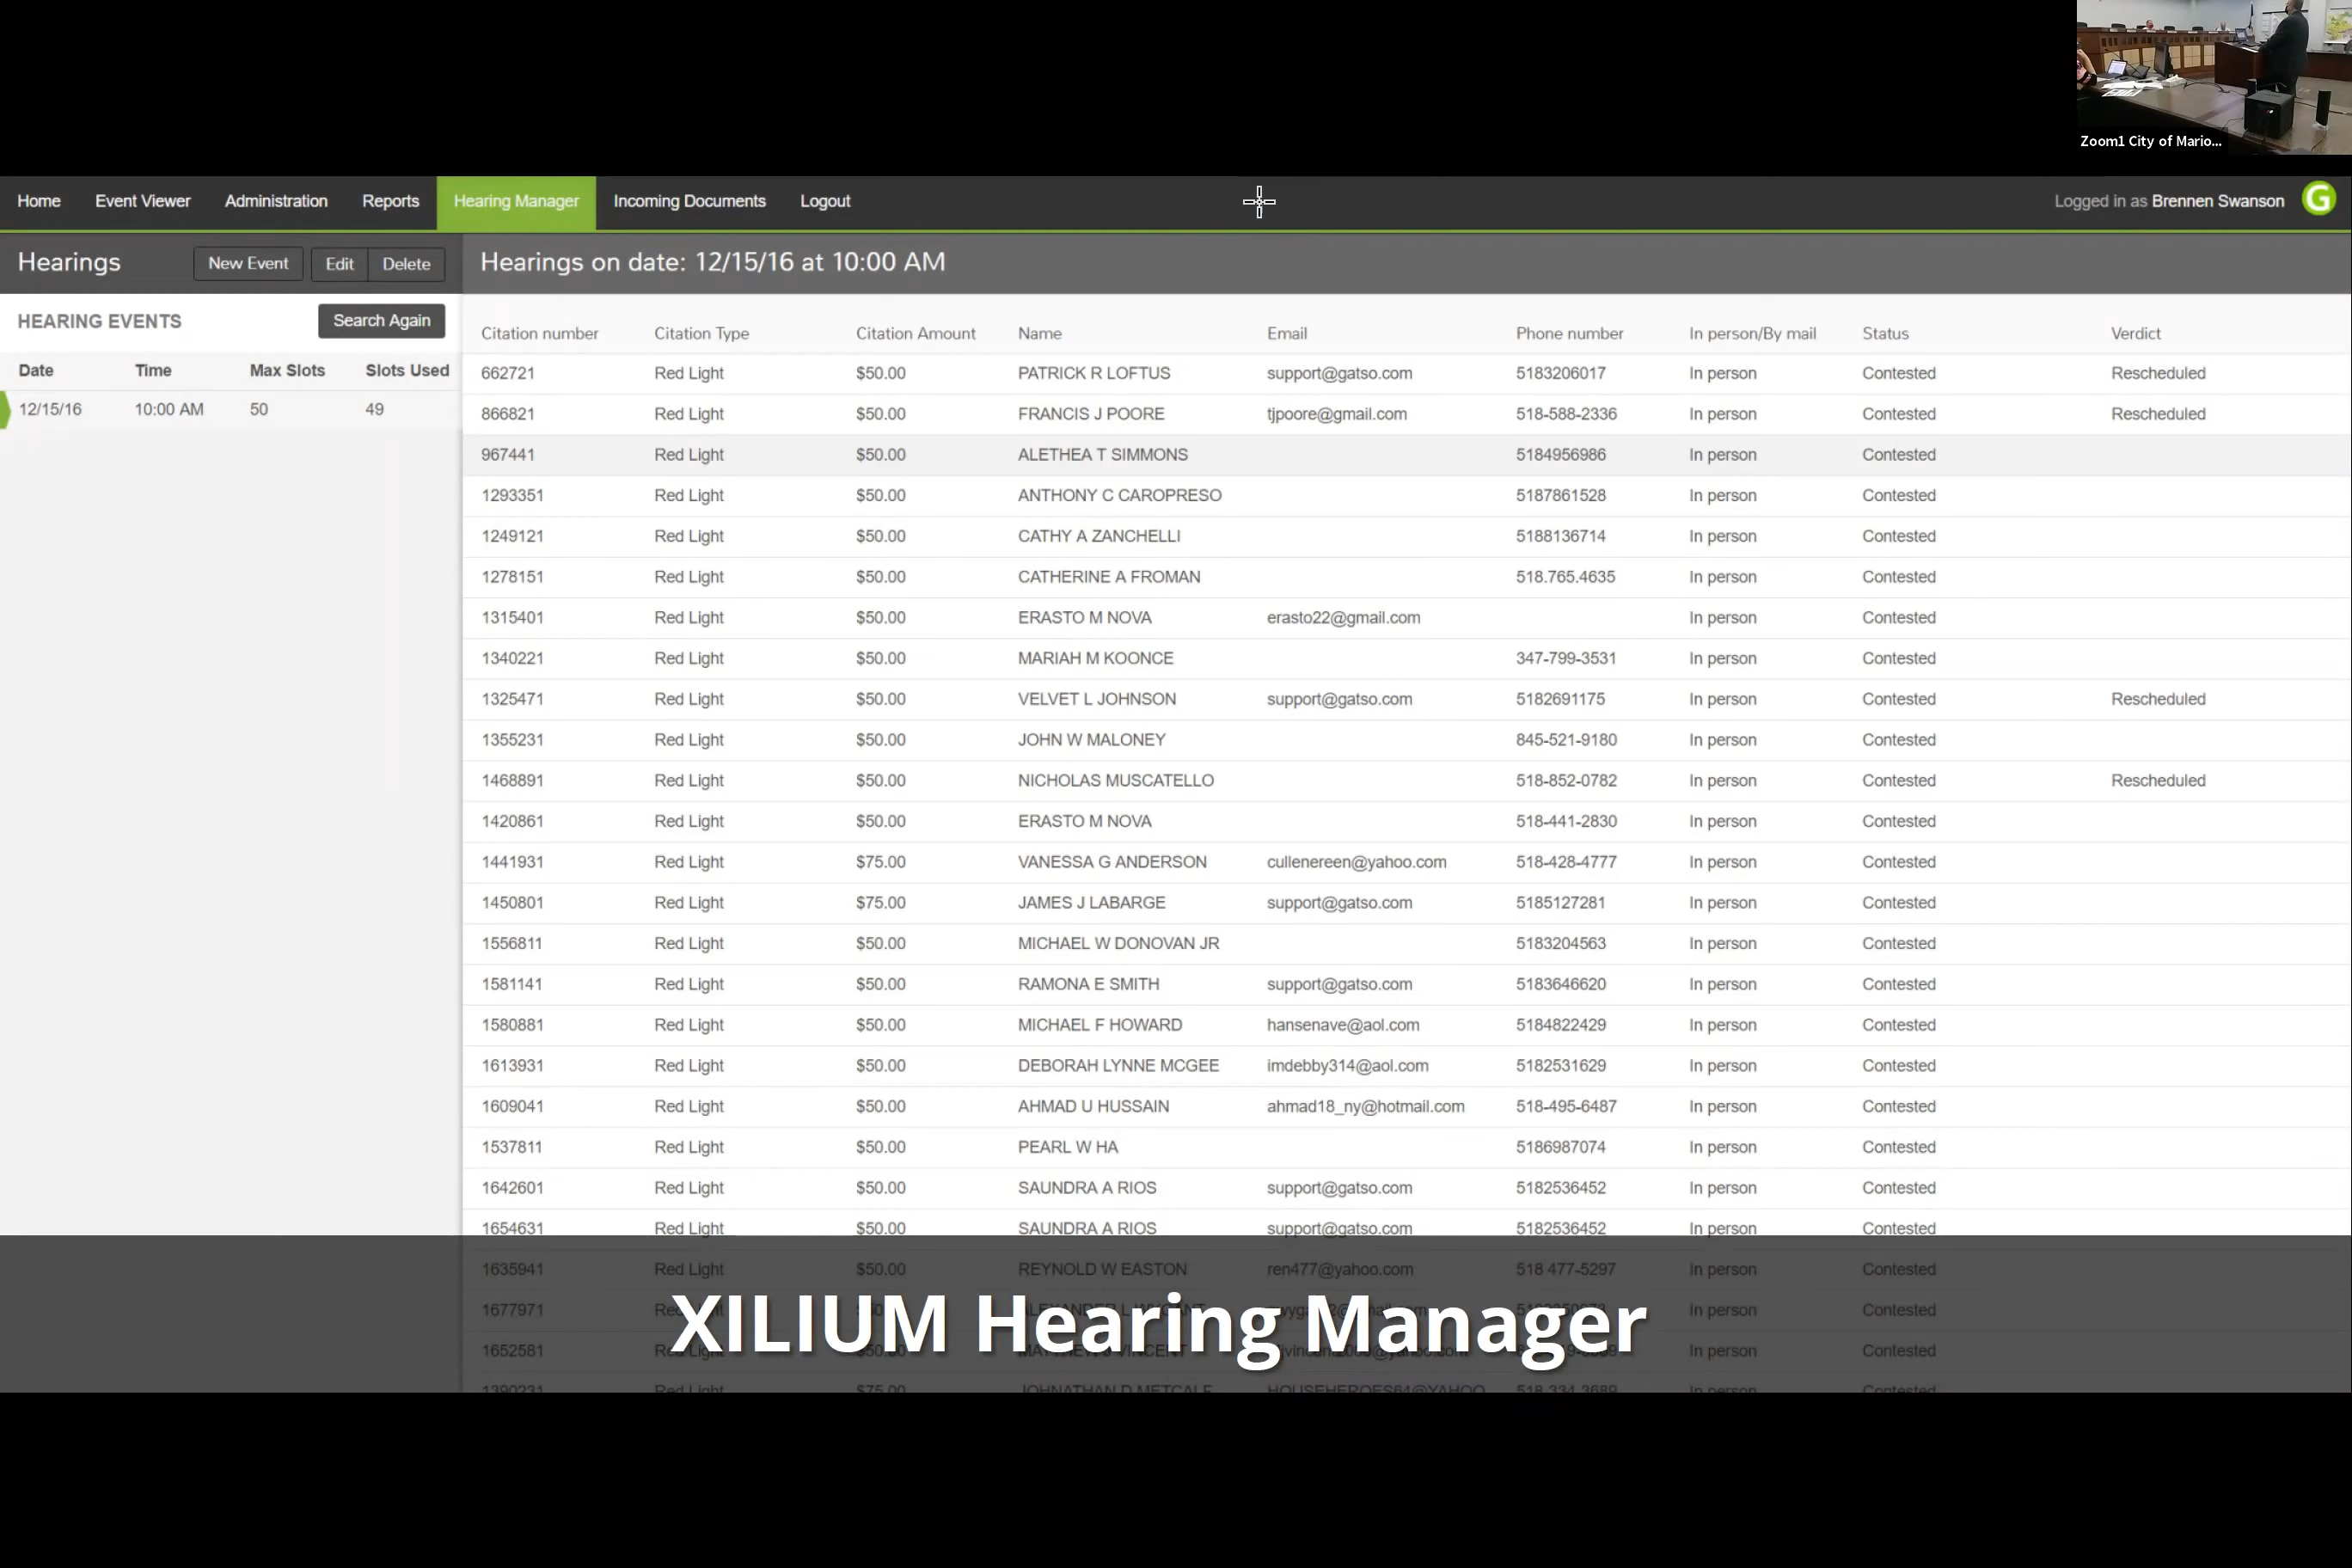 Zoom1 City of Mario...
Home Event Viewer Administration Reports Hearing Manager Incoming Documents Logout Logged in as Brennen Swanson G
Hearings New Event Edit Delete Hearings on date: 12/15/16 at 10:00 AM
HEARING EVENTS Search Again
Date Time Max Slots Slots Used
12/15/16 10:00 AM 50 49
Citation number Citation Type Citation Amount Name Email Phone number In person/By mail Status Verdict
662721 Red Light $50.00 PATRICK R LOFTUS support@gatso.com 5183206017 In person Contested Rescheduled
866821 Red Light $50.00 FRANCIS J POORE tjpoore@gmail.com 518-588-2336 In person Contested Rescheduled
967441 Red Light $50.00 ALETHEA T SIMMONS 5184956986 In person Contested
1293351 Red Light $50.00 ANTHONY C CAROPRESO 5187861528 In person Contested
1249121 Red Light $50.00 CATHY A ZANCHELLI 5188136714 In person Contested
1278151 Red Light $50.00 CATHERINE A FROMAN 518.765.4635 In person Contested
1315401 Red Light $50.00 ERASTO M NOVA erasto22@gmail.com In person Contested
1340221 Red Light $50.00 MARIAH M KOONCE 347-799-3531 In person Contested
1325471 Red Light $50.00 VELVET L JOHNSON support@gatso.com 5182691175 In person Contested Rescheduled
1355231 Red Light $50.00 JOHN W MALONEY 845-521-9180 In person Contested
1468891 Red Light $50.00 NICHOLAS MUSCATELLO 518-852-0782 In person Contested Rescheduled
1420861 Red Light $50.00 ERASTO M NOVA 518-441-2830 In person Contested
1441931 Red Light $75.00 VANESSA G ANDERSON cullenereen@yahoo.com 518-428-4777 In person Contested
1450801 Red Light $75.00 JAMES J LABARGE support@gatso.com 5185127281 In person Contested
1556811 Red Light $50.00 MICHAEL W DONOVAN JR 5183204563 In person Contested
1581141 Red Light $50.00 RAMONA E SMITH support@gatso.com 5183646620 In person Contested
1580881 Red Light $50.00 MICHAEL F HOWARD hansenave@aol.com 5184822429 In person Contested
1613931 Red Light $50.00 DEBORAH LYNNE MCGEE imdebby314@aol.com 5182531629 In person Contested
1609041 Red Light $50.00 AHMAD U HUSSAIN ahmad18_ny@hotmail.com 518-495-6487 In person Contested
1537811 Red Light $50.00 PEARL W HA 5186987074 In person Contested
1642601 Red Light $50.00 SAUNDRA A RIOS support@gatso.com 5182536452 In person Contested
1654631 Red Light $50.00 SAUNDRA A RIOS support@gatso.com 5182536452 In person Contested
1635941 Red Light $50.00 REYNOLD W EASTON ren477@yahoo.com 518 477-5297 In person Contested
1677971 In person Contested
XILIUM Hearing Manager
1652581 In person Contested
1390231 Red Light $75.00 JOHNATHAN D METCALF 518-334-3689 In person Contested